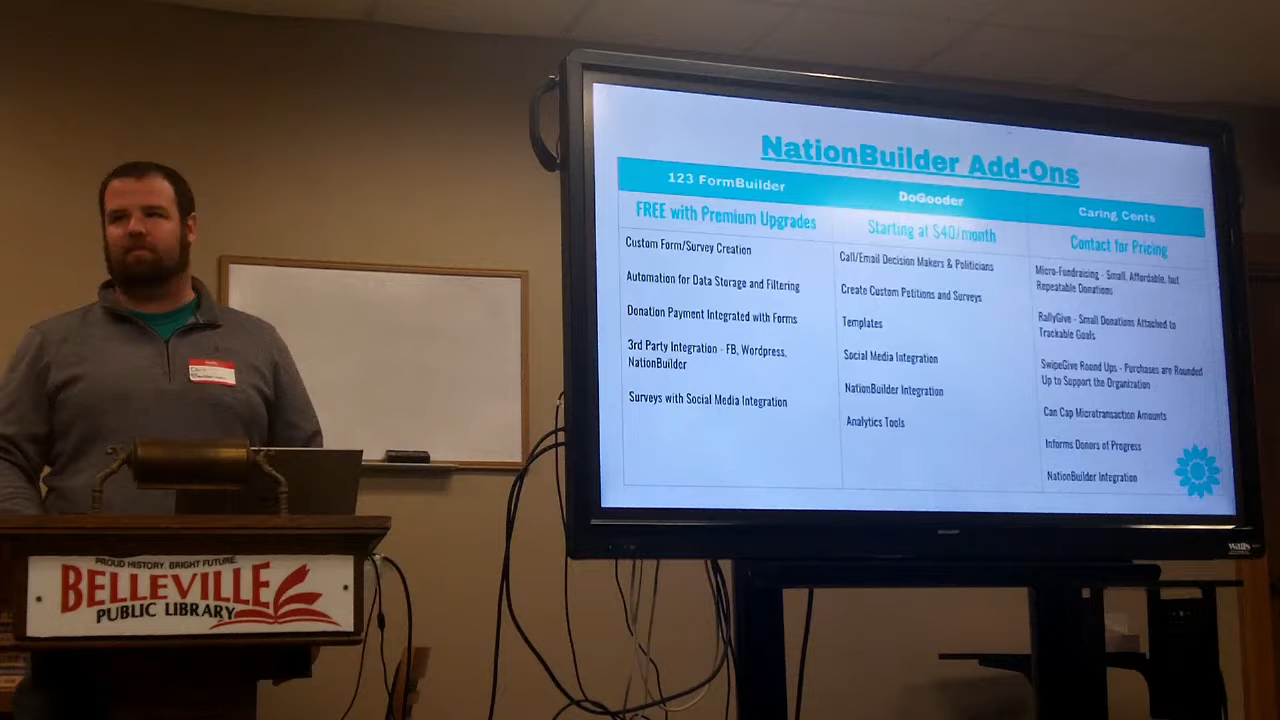 NationBuilder Add-Ons
123 FormBuilder
DoGooder
Caring Cents
FREE with Premium Upgrades
Starting at $40/month
Contact for Pricing
Custom Form/Survey Creation
Automation for Data Storage and Filtering
Donation Payment Integrated with Forms
3rd Party Integration - FB, Wordpress,
NationBuilder
Surveys with Social Media Integration
Call/Email Decision Makers & Politicians
Create Custom Petitions and Surveys
Templates
Social Media Integration
NationBuilder Integration
Analytics Tools
Micro-Fundraising - Small, Affordable, but
Repeatable Donations
RallyGive - Small Donations Attached to
Trackable Goals
SwipeGive Round Ups - Purchases are Rounded
Up to Support the Organization
Can Cap Microtransaction Amounts
Informs Donors of Progress
NationBuilder Integration
watts
PROUD HISTORY. BRIGHT FUTURE.
BELLEVILLE
PUBLIC LIBRARY